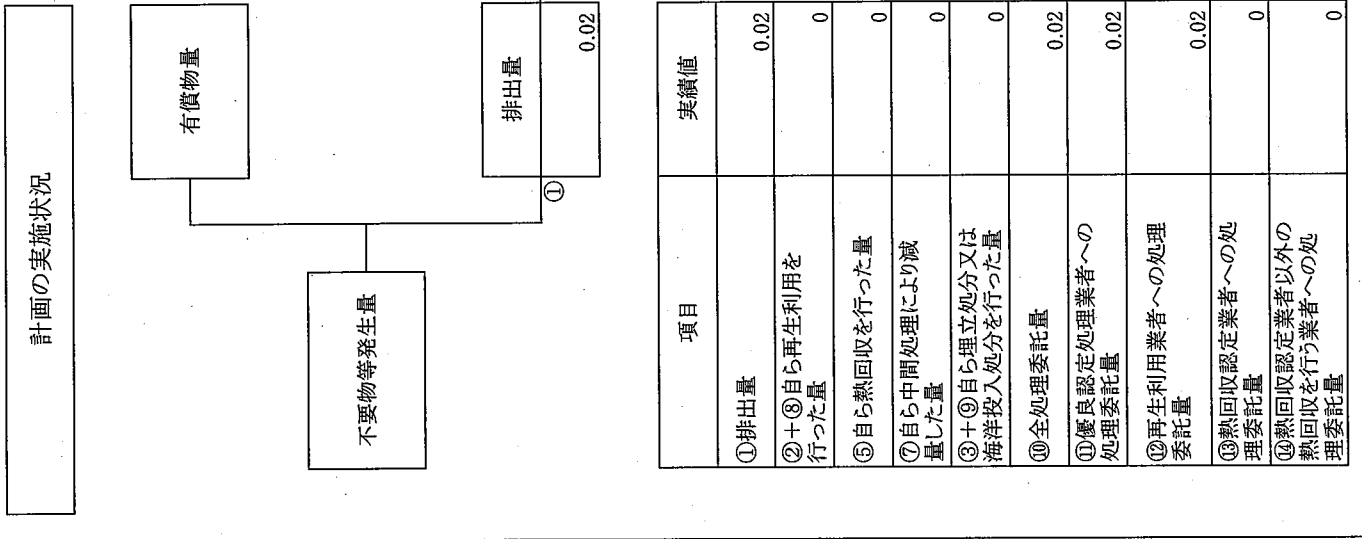 計画の実施状況
有償物量
不要物等発生量
排出量
①
0.02
項目
実績値
①排出量
0.02
②+⑧自ら再生利用を
行った量
0
⑤自ら熱回収を行った量
0
⑦自ら中間処理により減
量した量
0
③+⑨自ら埋立処分又は
海洋投入処分を行った量
0
⑩全処理委託量
0.02
⑪優良認定処理業者への
処理委託量
0.02
⑫再生利用業者への処理
委託量
0.02
⑬熱回収認定業者への処
理委託量
0
⑭熱回収認定業者以外の
熱回収を行う業者への処
理委託量
0